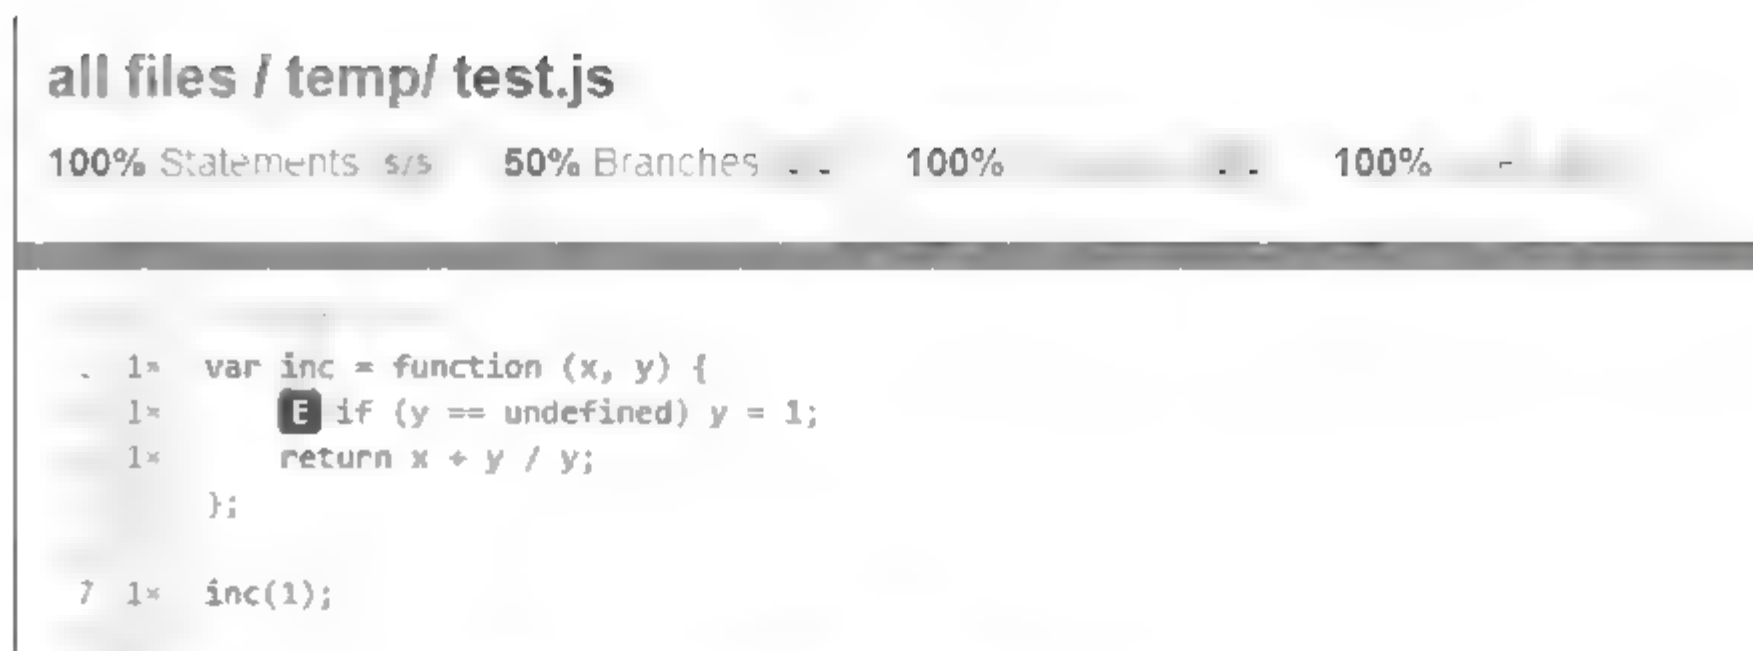 all files / temp/ test.js
100% Statements 5/5 50% Branches 100% 100%
1× var inc = function (x, y) {
1× E if (y == undefined) y = 1;
1× return x + y / y;
};
7 1× inc(1);